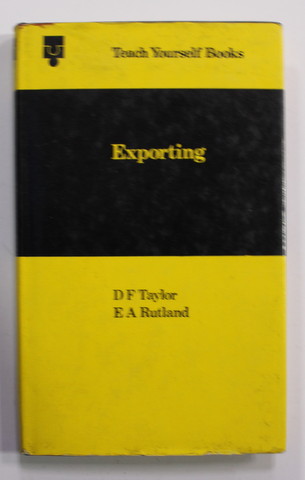 Teach Yourself Books
Exporting
D F Taylor
E A Rutland